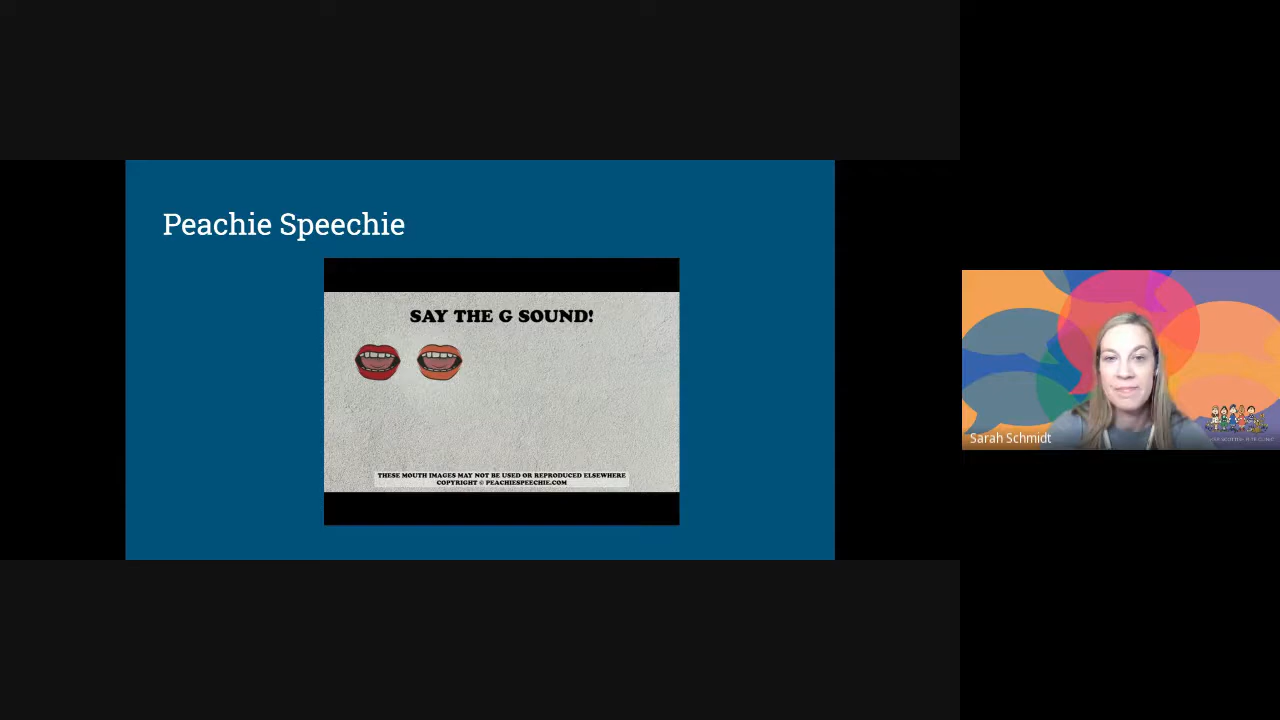 Peachie Speechie
SAY THE G SOUND!
THESE MOUTH IMAGES MAY NOT BE USED OR REPRODUCED ELSEWHERE
COPYRIGHT © PEACHIESPEECHIE.COM
Sarah Schmidt